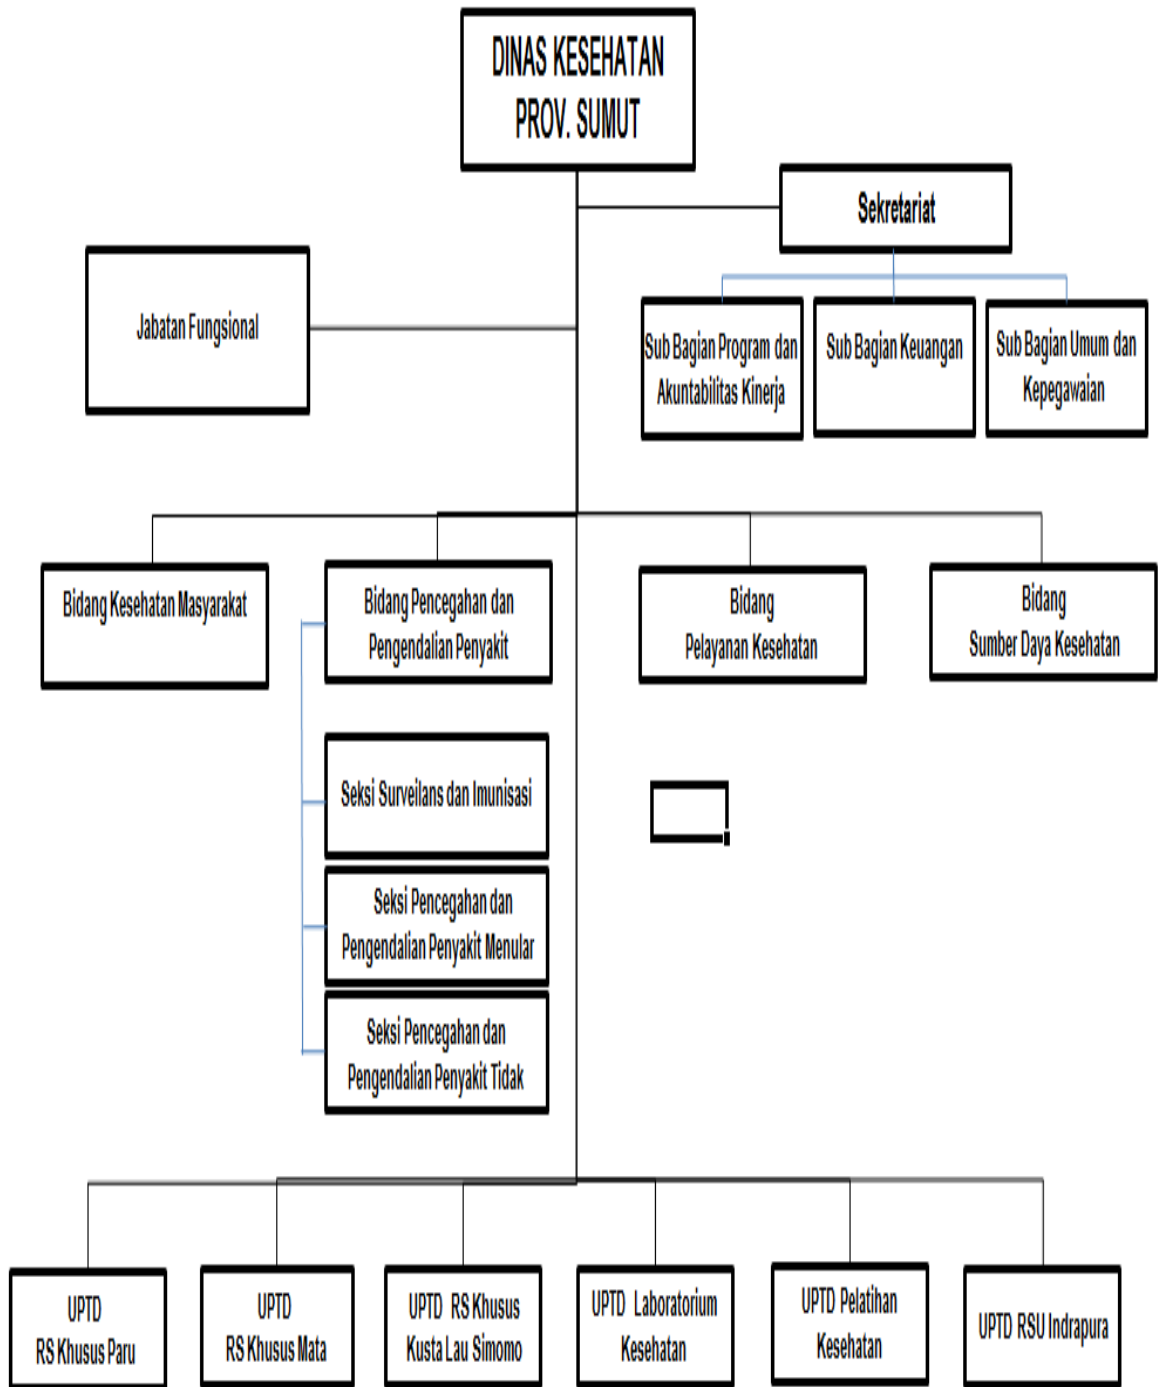 DINAS KESEHATAN
PROV. SUMUT
Sekretariat
Jabatan Fungsional
Sub Bagian Program dan
Akuntabilitas Kinerja
Sub Bagian Keuangan
Sub Bagian Umum dan
Kepegawaian
Bidang Kesehatan Masyarakat
Bidang Pencegahan dan
Pengendalian Penyakit
Bidang
Pelayanan Kesehatan
Bidang
Sumber Daya Kesehatan
Seksi Surveilans dan Imunisasi
Seksi Pencegahan dan
Pengendalian Penyakit Menular
Seksi Pencegahan dan
Pengendalian Penyakit Tidak
UPTD
RS Khusus Paru
UPTD
RS Khusus Mata
UPTD RS Khusus
Kusta Lau Simomo
UPTD Laboratorium
Kesehatan
UPTD Pelatihan
Kesehatan
UPTD RSU Indrapura